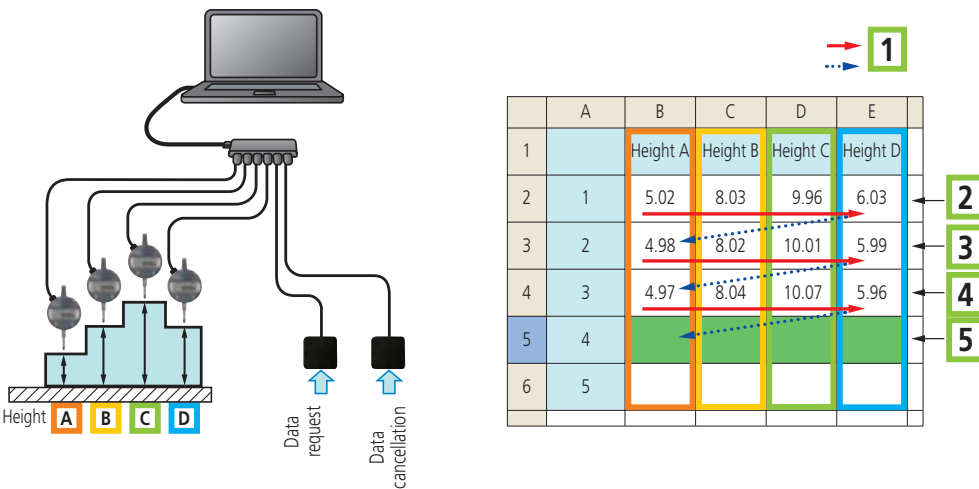 Height A B C D
Data
request
Data
cancellation
1
A B C D E
1 Height A Height B Height C Height D
2 1 5.02 8.03 9.96 6.03 2
3 2 4.98 8.02 10.01 5.99 3
4 3 4.97 8.04 10.07 5.96 4
5 4 5
6 5